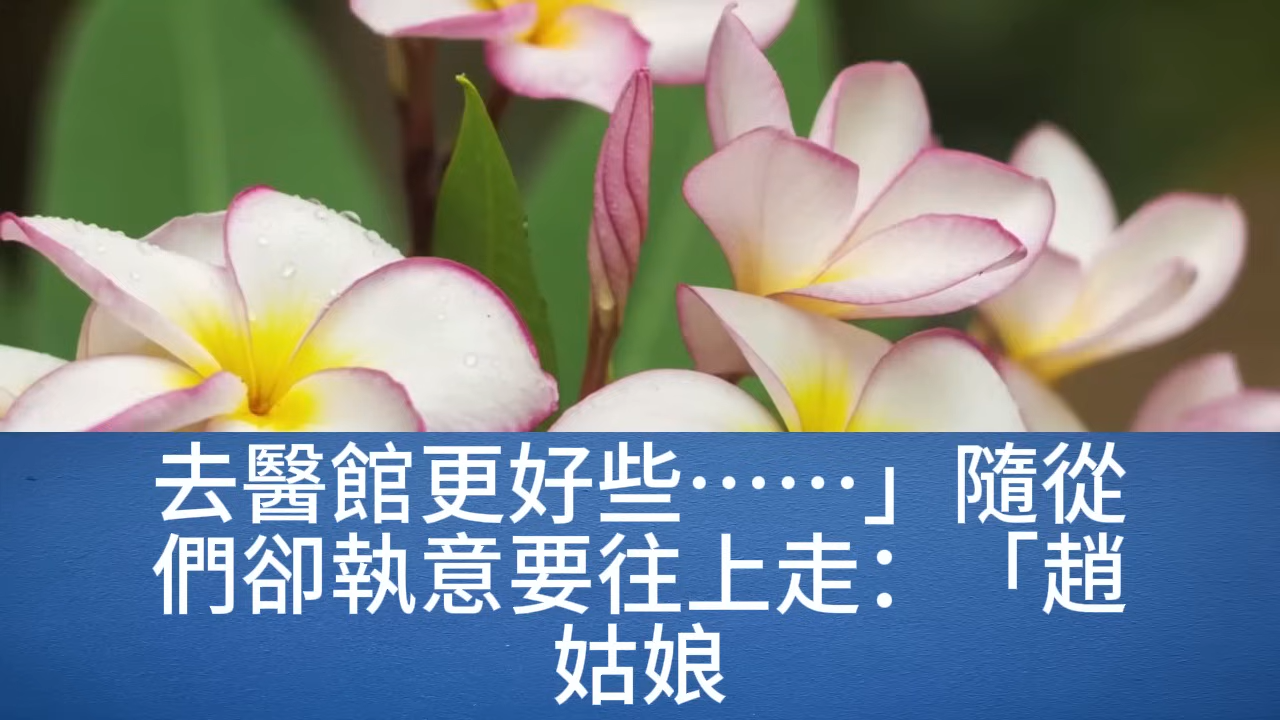 去醫館更好些⋯⋯」隨從
們卻執意要往上走：「趙
姑娘